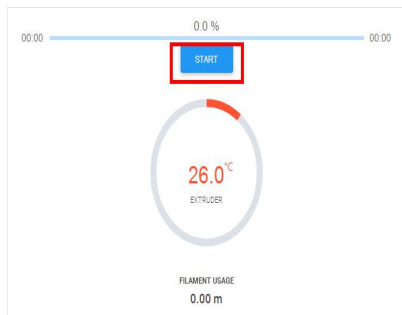 0.0 %
00:00 00:00
START
26.0°C
EXTRUDER
FILAMENT USAGE
0.00 m